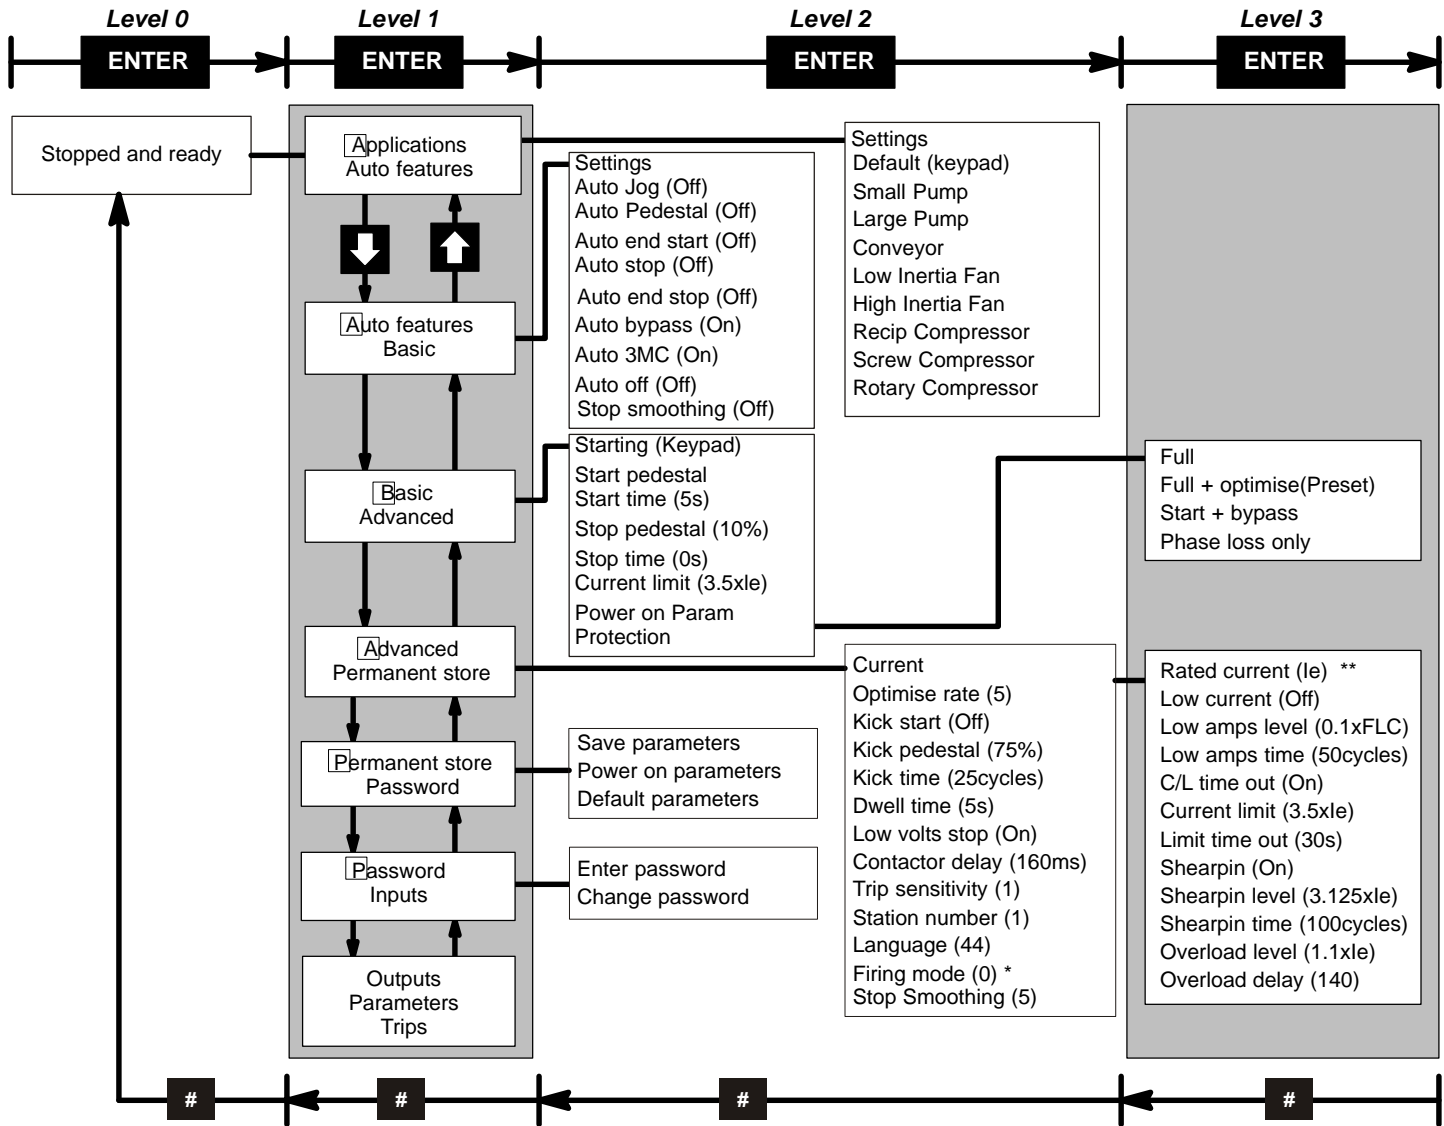 Level 0
Level 1
Level 2
Level 3
ENTER
ENTER
ENTER
ENTER
Stopped and ready
Applications
Auto features
Auto features
Basic
Basic
Advanced
Advanced
Permanent store
Permanent store
Password
Password
Inputs
Outputs
Parameters
Trips
Settings
Auto Jog (Off)
Auto Pedestal (Off)
Auto end start (Off)
Auto stop (Off)
Auto end stop (Off)
Auto bypass (On)
Auto 3MC (On)
Auto off (Off)
Stop smoothing (Off)
Starting (Keypad)
Start pedestal
Start time (5s)
Stop pedestal (10%)
Stop time (0s)
Current limit (3.5xIe)
Power on Param
Protection
Save parameters
Power on parameters
Default parameters
Enter password
Change password
Settings
Default (keypad)
Small Pump
Large Pump
Conveyor
Low Inertia Fan
High Inertia Fan
Recip Compressor
Screw Compressor
Rotary Compressor
Current
Optimise rate (5)
Kick start (Off)
Kick pedestal (75%)
Kick time (25cycles)
Dwell time (5s)
Low volts stop (On)
Contactor delay (160ms)
Trip sensitivity (1)
Station number (1)
Language (44)
Firing mode (0) *
Stop Smoothing (5)
Full
Full + optimise(Preset)
Start + bypass
Phase loss only
Rated current (Ie) **
Low current (Off)
Low amps level (0.1xFLC)
Low amps time (50cycles)
C/L time out (On)
Current limit (3.5xIe)
Limit time out (30s)
Shearpin (On)
Shearpin level (3.125xIe)
Shearpin time (100cycles)
Overload level (1.1xIe)
Overload delay (140)
#
#
#
#